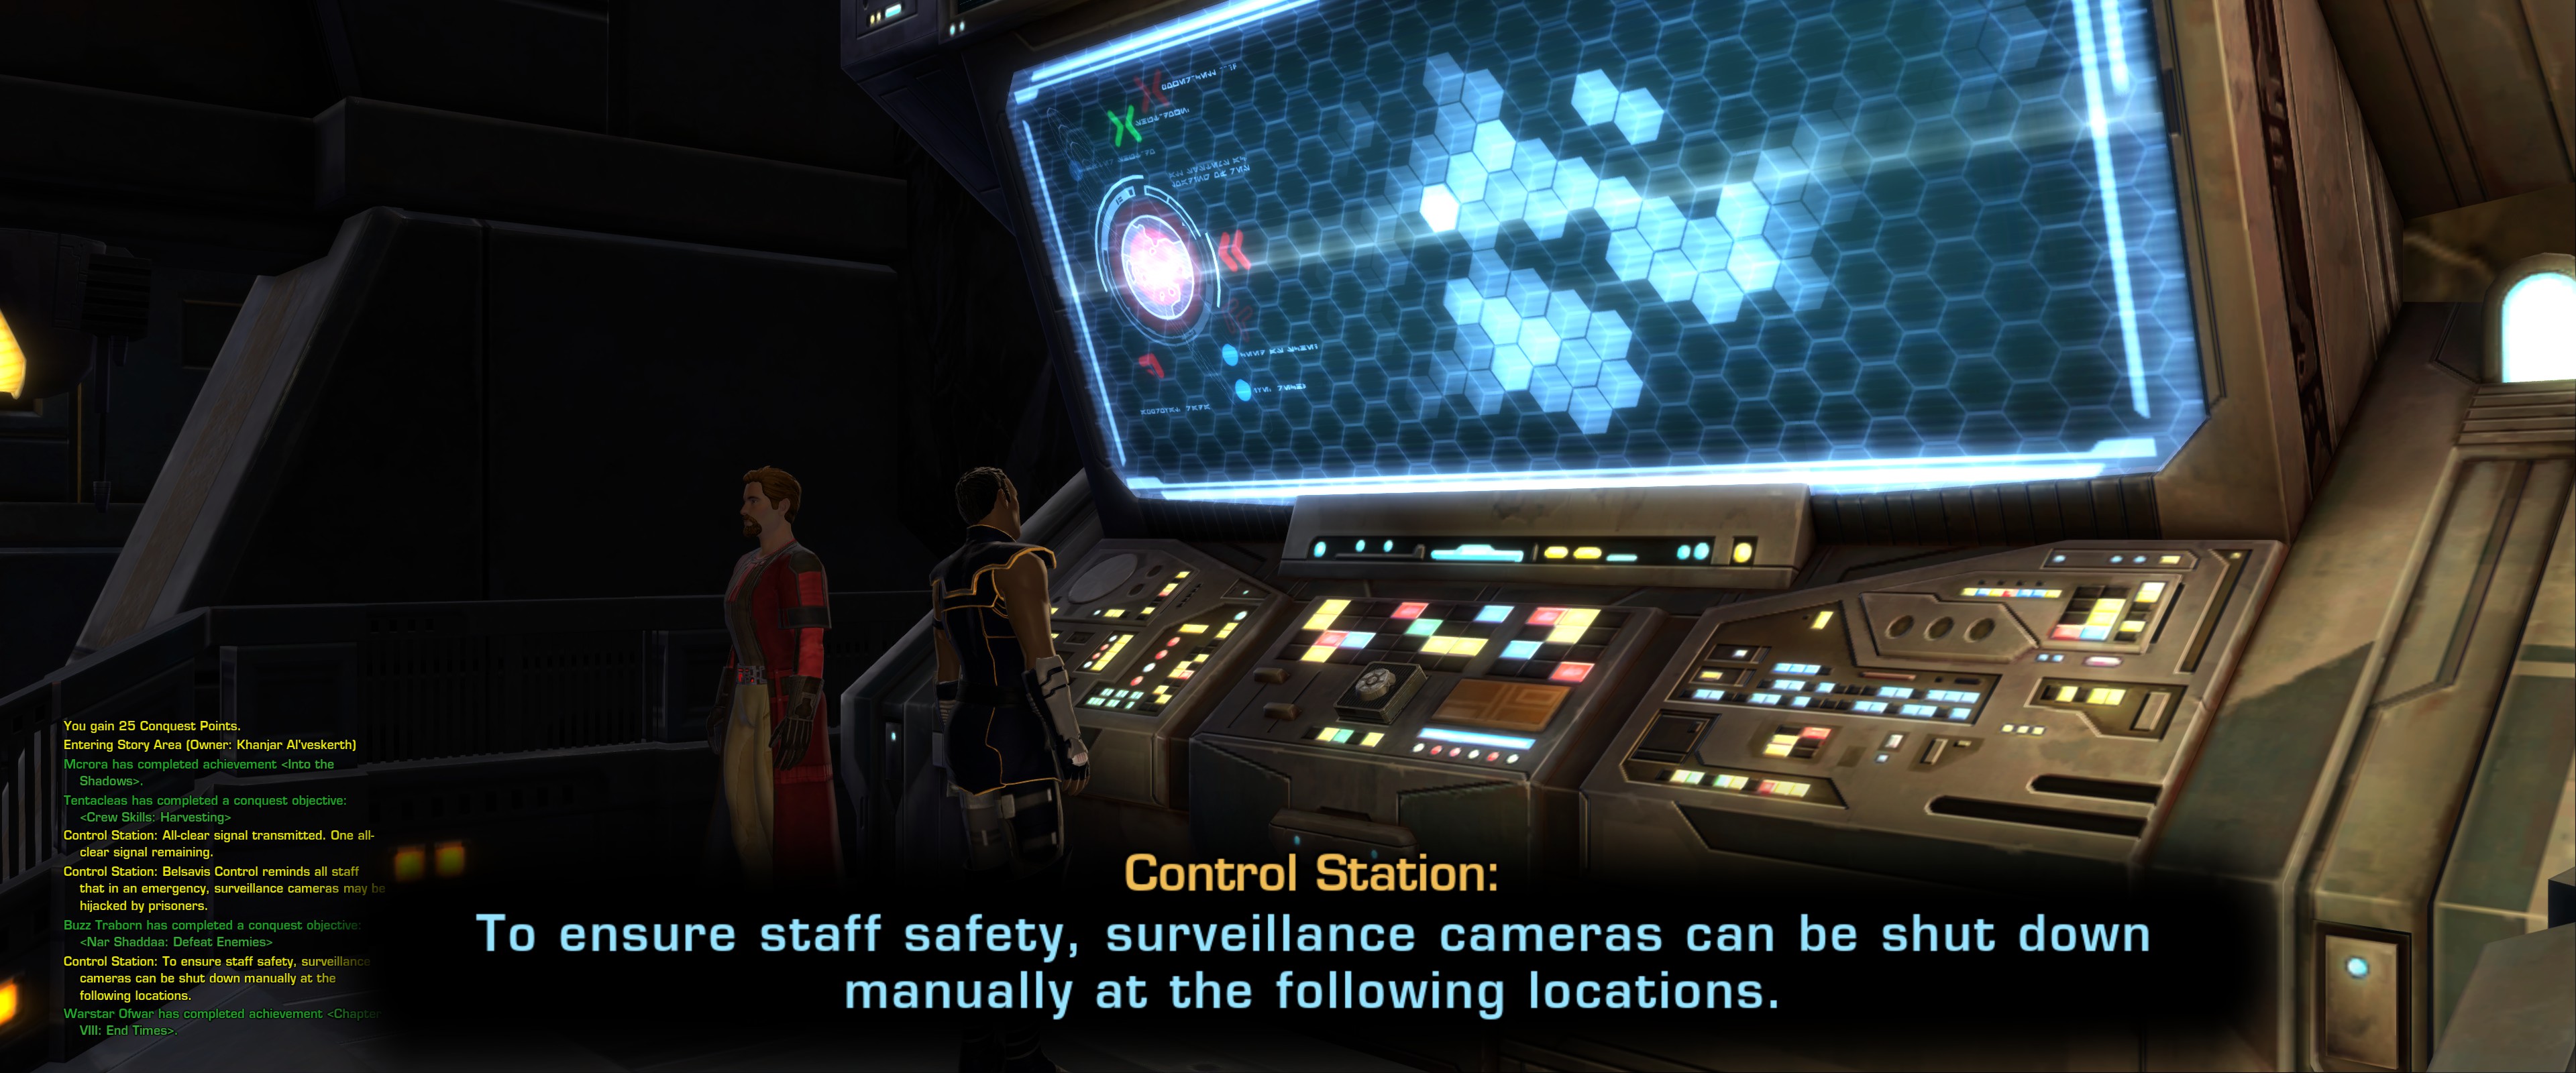 You gain 25 Conquest Points.
Entering Story Area (Owner: Khanjar Al'veskerth)
Mcrora has completed achievement <Into the
Shadows>.
Tentacleas has completed a conquest objective:
<Crew Skills: Harvesting>
Control Station: All-clear signal transmitted. One all-
clear signal remaining.
Control Station: Belsavis Control reminds all staff
that in an emergency, surveillance cameras may be
hijacked by prisoners.
Buzz Traborn has completed a conquest objective:
<Nar Shaddaa: Defeat Enemies>
Control Station: To ensure staff safety, surveillance
cameras can be shut down manually at the
following locations.
Warstar Ofwar has completed achievement <Chapter
VIII: End Times>.
Control Station:
To ensure staff safety, surveillance cameras can be shut down
manually at the following locations.